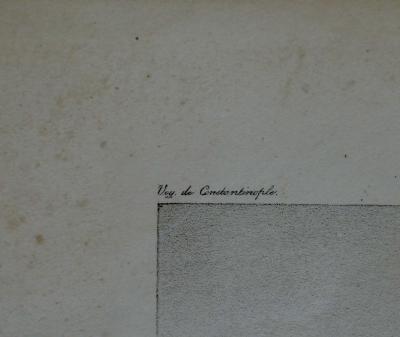 Voy. de Constantinople.